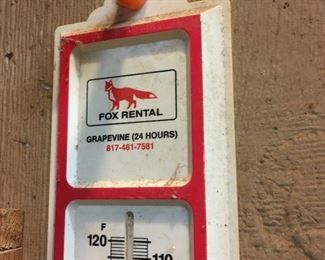 FOX RENTAL
GRAPEVINE (24 HOURS)
817-481-7581
F
120
110